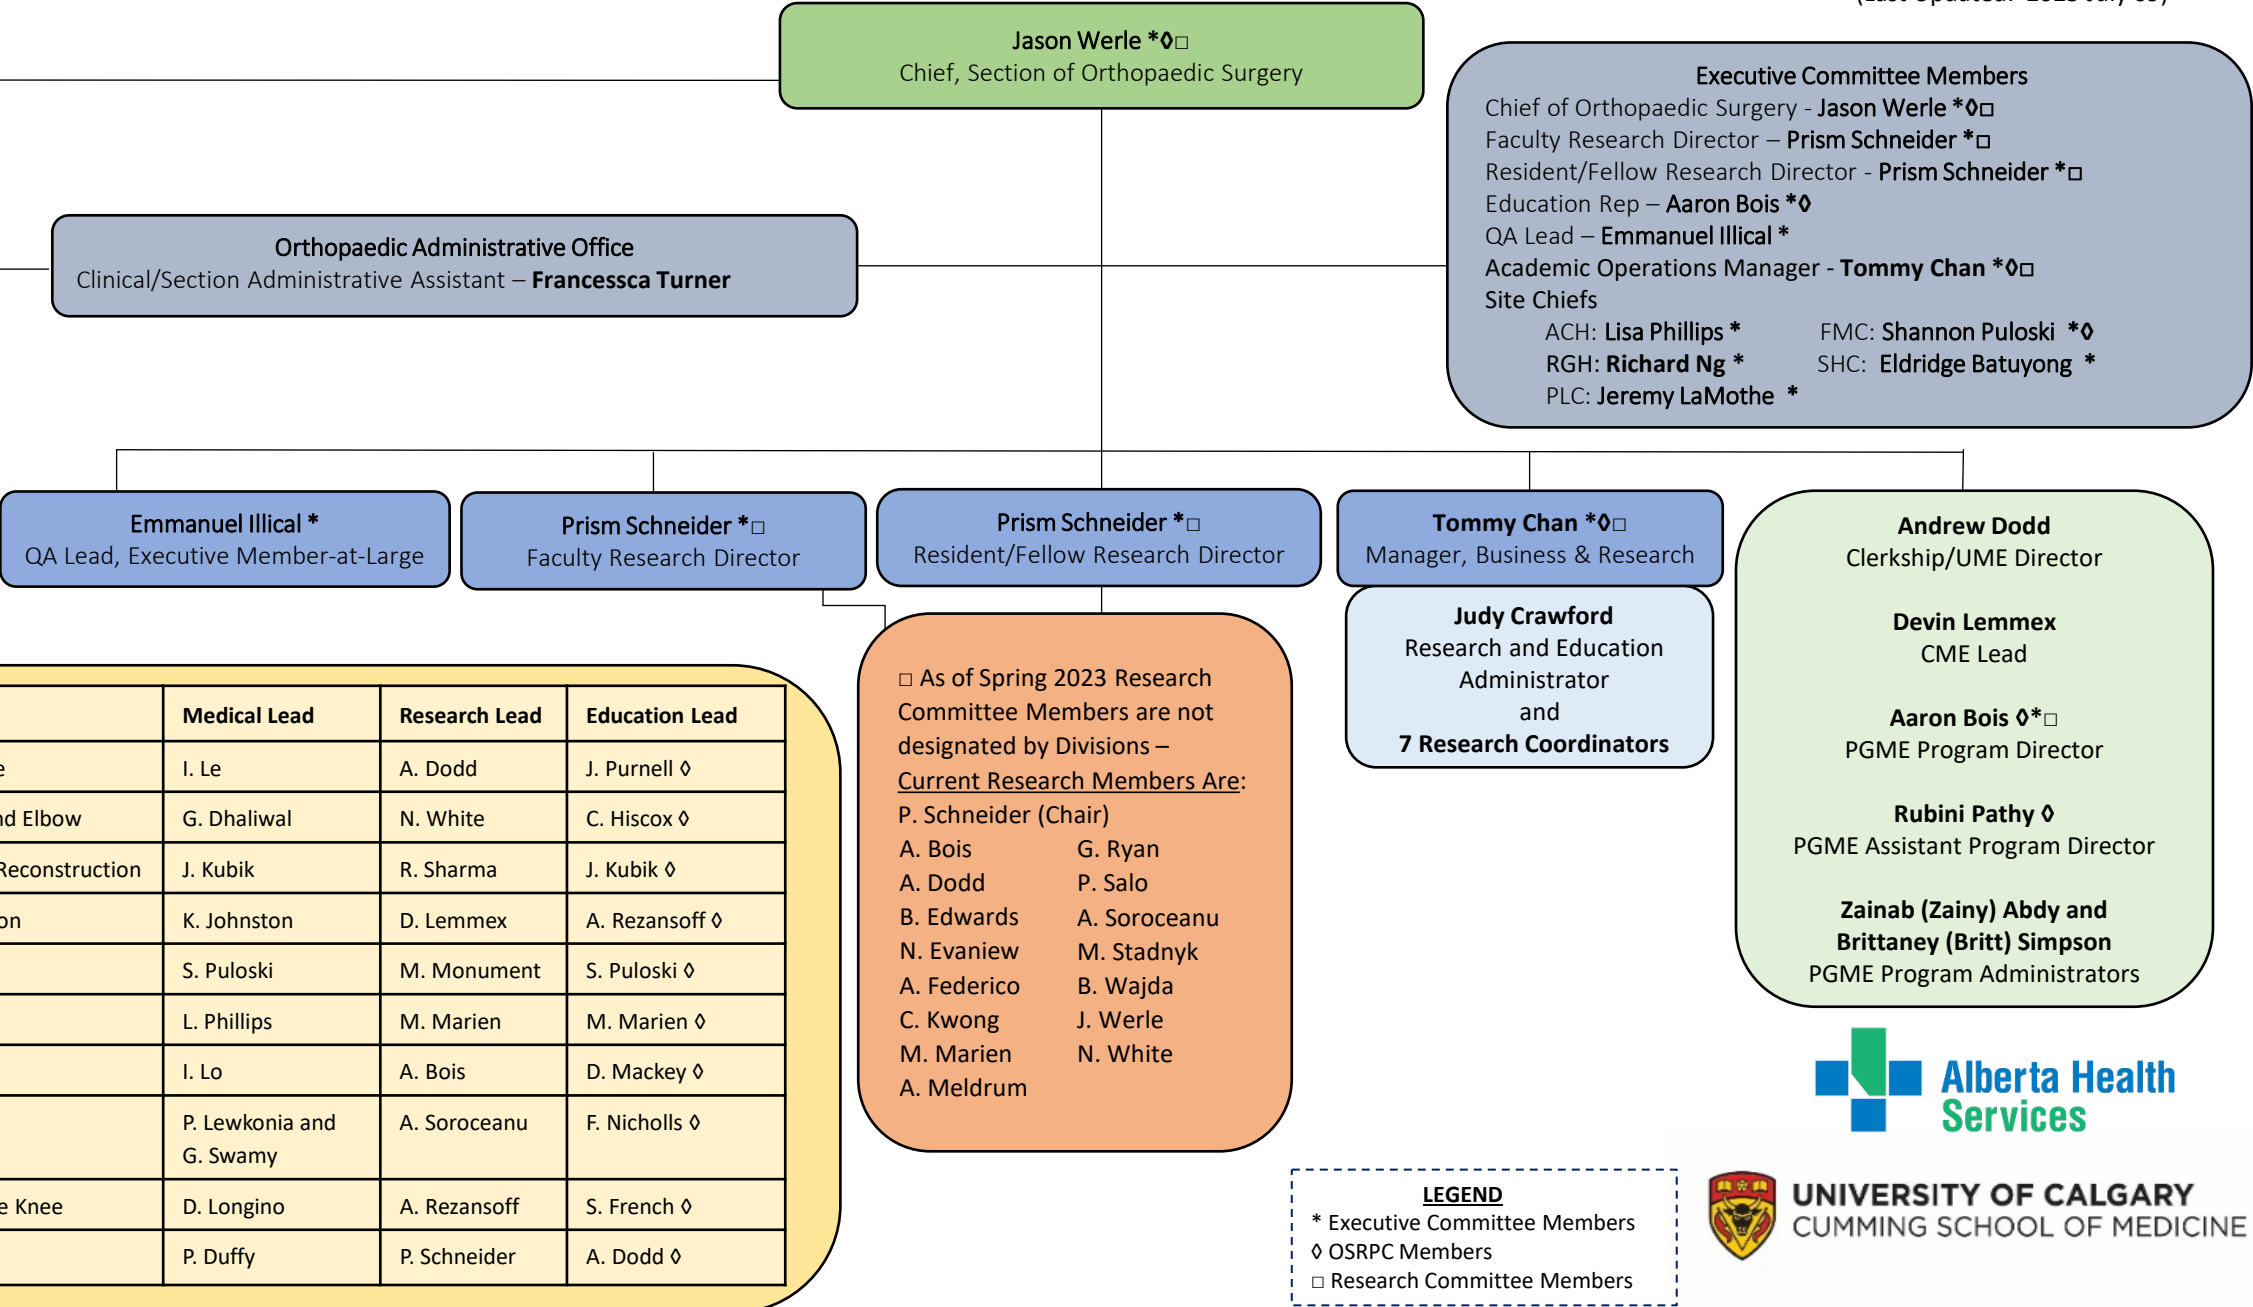 Jason Werle *◊□
Chief, Section of Orthopaedic Surgery
Executive Committee Members
Chief of Orthopaedic Surgery - Jason Werle *◊□
Faculty Research Director – Prism Schneider *□
Resident/Fellow Research Director - Prism Schneider *□
Education Rep – Aaron Bois *◊
QA Lead – Emmanuel Illical *
Academic Operations Manager - Tommy Chan *◊□
Site Chiefs
ACH: Lisa Phillips * FMC: Shannon Puloski *◊
RGH: Richard Ng * SHC: Eldridge Batuyong *
PLC: Jeremy LaMothe *
Orthopaedic Administrative Office
Clinical/Section Administrative Assistant – Francessca Turner
Emmanuel Illical *
QA Lead, Executive Member-at-Large
Prism Schneider *□
Faculty Research Director
Prism Schneider *□
Resident/Fellow Research Director
Tommy Chan *◊□
Manager, Business & Research
Judy Crawford
Research and Education
Administrator
and
7 Research Coordinators
Andrew Dodd
Clerkship/UME Director
Devin Lemmex
CME Lead
Aaron Bois ◊*□
PGME Program Director
Rubini Pathy ◊
PGME Assistant Program Director
Zainab (Zainy) Abdy and
Brittaney (Britt) Simpson
PGME Program Administrators
Medical Lead Research Lead Education Lead
I. Le A. Dodd J. Purnell ◊
Elbow G. Dhaliwal N. White C. Hiscox ◊
Reconstruction J. Kubik R. Sharma J. Kubik ◊
K. Johnston D. Lemmex A. Rezansoff ◊
S. Puloski M. Monument S. Puloski ◊
L. Phillips M. Marien M. Marien ◊
I. Lo A. Bois D. Mackey ◊
P. Lewkonia and A. Soroceanu F. Nicholls ◊
G. Swamy
Knee D. Longino A. Rezansoff S. French ◊
P. Duffy P. Schneider A. Dodd ◊
□ As of Spring 2023 Research
Committee Members are not
designated by Divisions –
Current Research Members Are:
P. Schneider (Chair)
A. Bois G. Ryan
A. Dodd P. Salo
B. Edwards A. Soroceanu
N. Evaniew M. Stadnyk
A. Federico B. Wajda
C. Kwong J. Werle
M. Marien N. White
A. Meldrum
Alberta Health
Services
LEGEND
* Executive Committee Members
◊ OSRPC Members
□ Research Committee Members
UNIVERSITY OF CALGARY
CUMMING SCHOOL OF MEDICINE